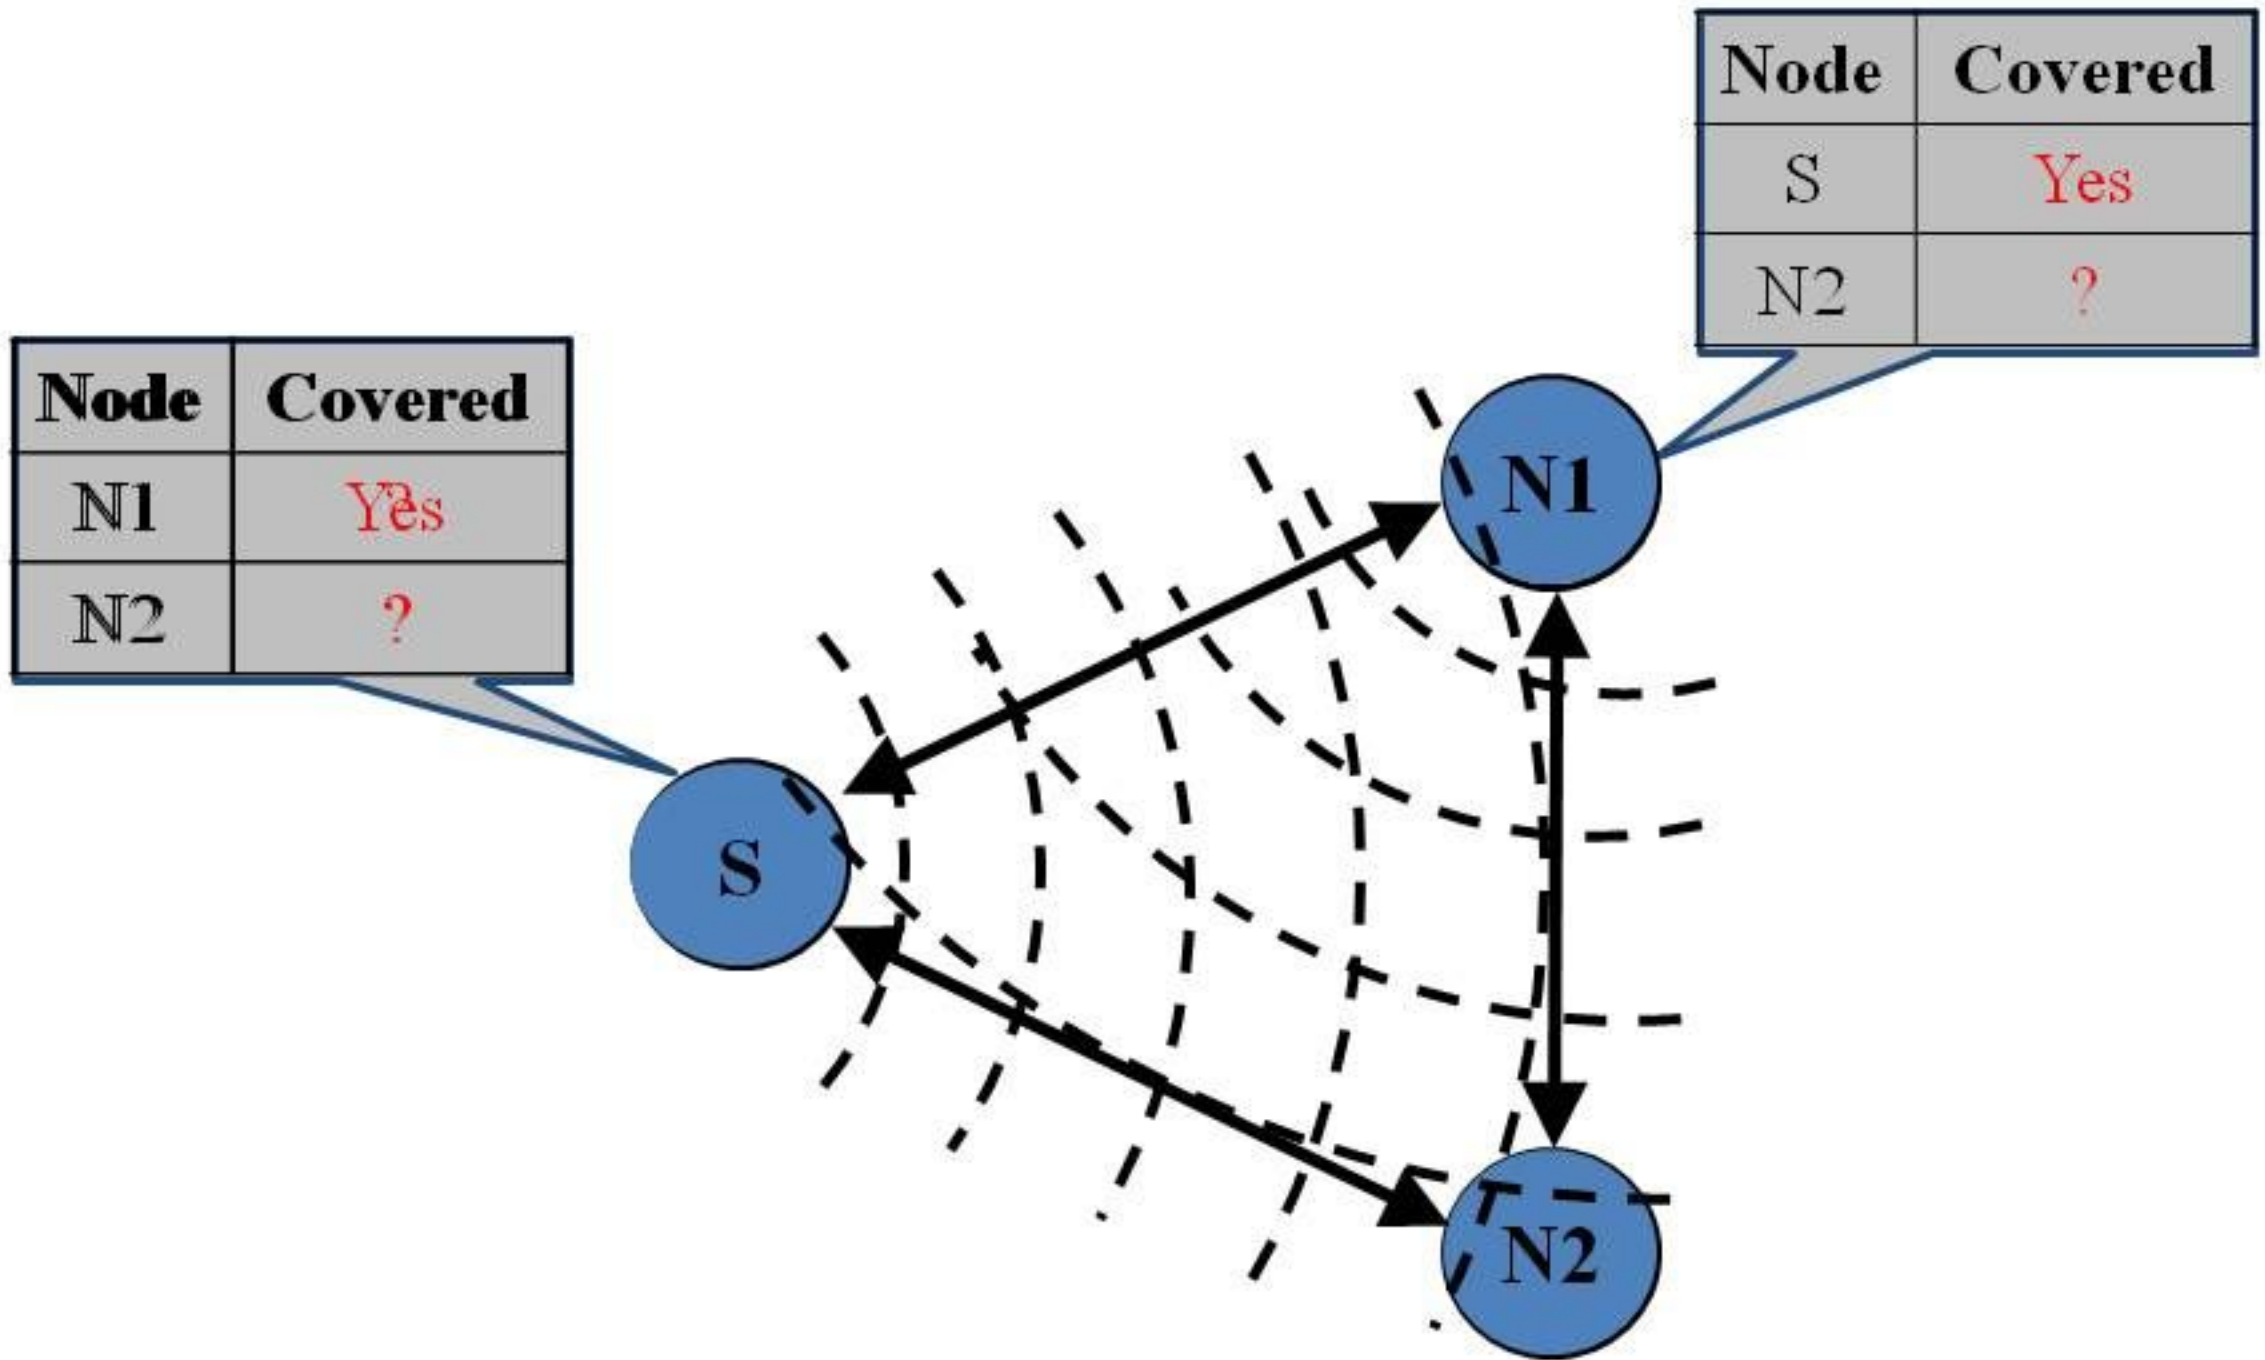 Node Covered
S Yes
N2 ?
Node Covered
N1 Yes
N2 ?
N1
S
N2